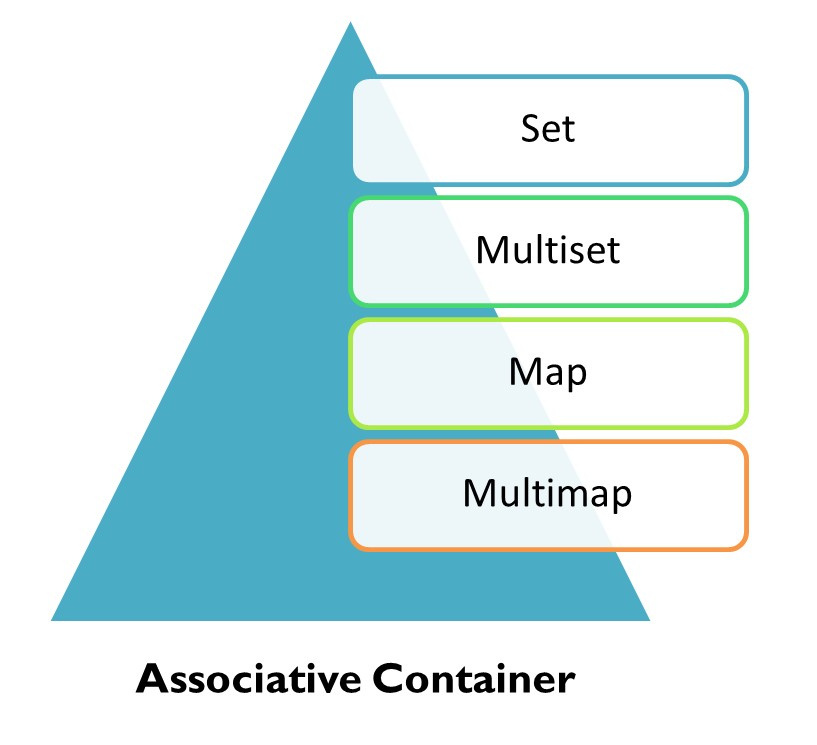 Set
Multiset
Map
Multimap
Associative Container